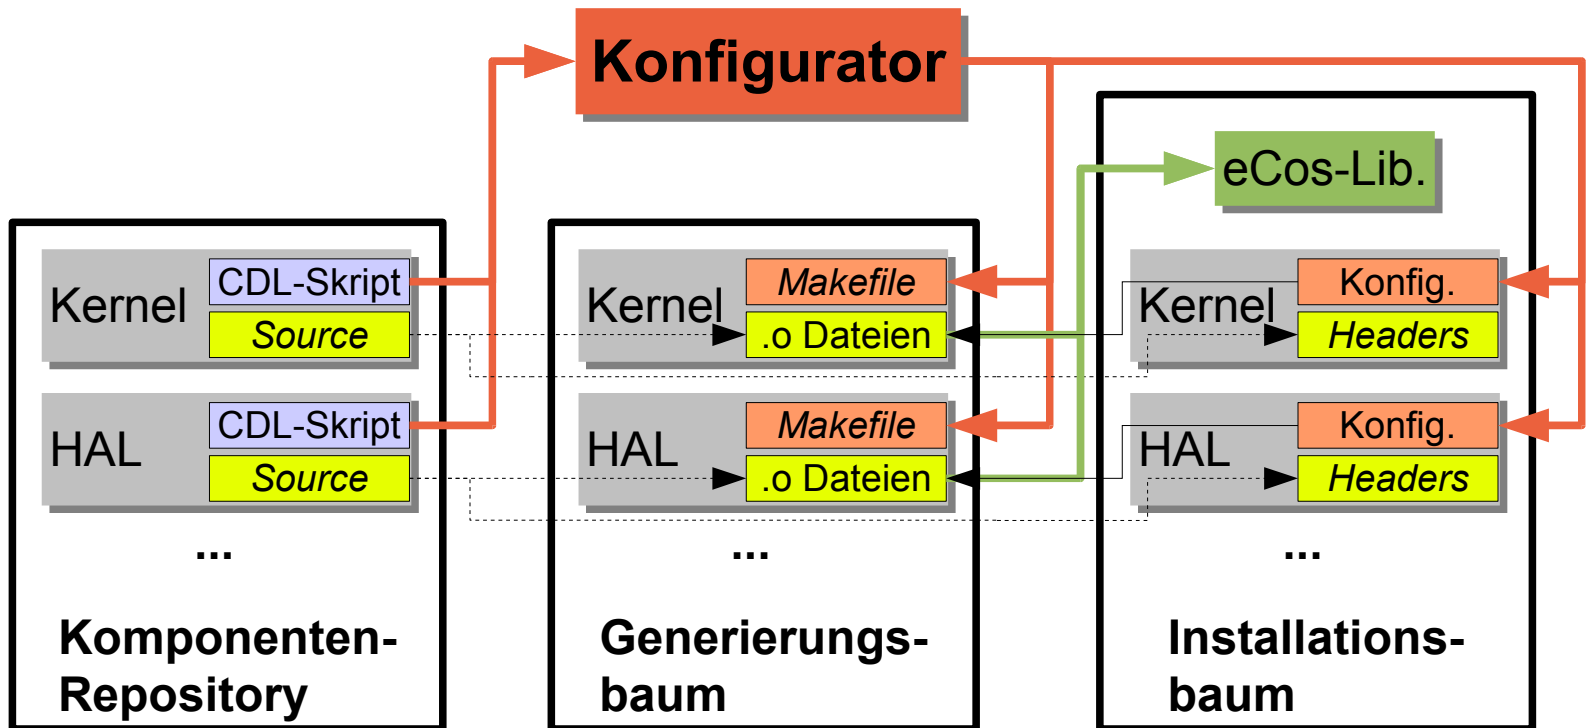 Konfigurator
eCos-Lib.
Kernel
CDL-Skript
Source
HAL
CDL-Skript
Source
...
Komponenten-
Repository
Kernel
Makefile
.o Dateien
HAL
Makefile
.o Dateien
...
Generierungs-
baum
Kernel
Konfig.
Headers
HAL
Konfig.
Headers
...
Installations-
baum